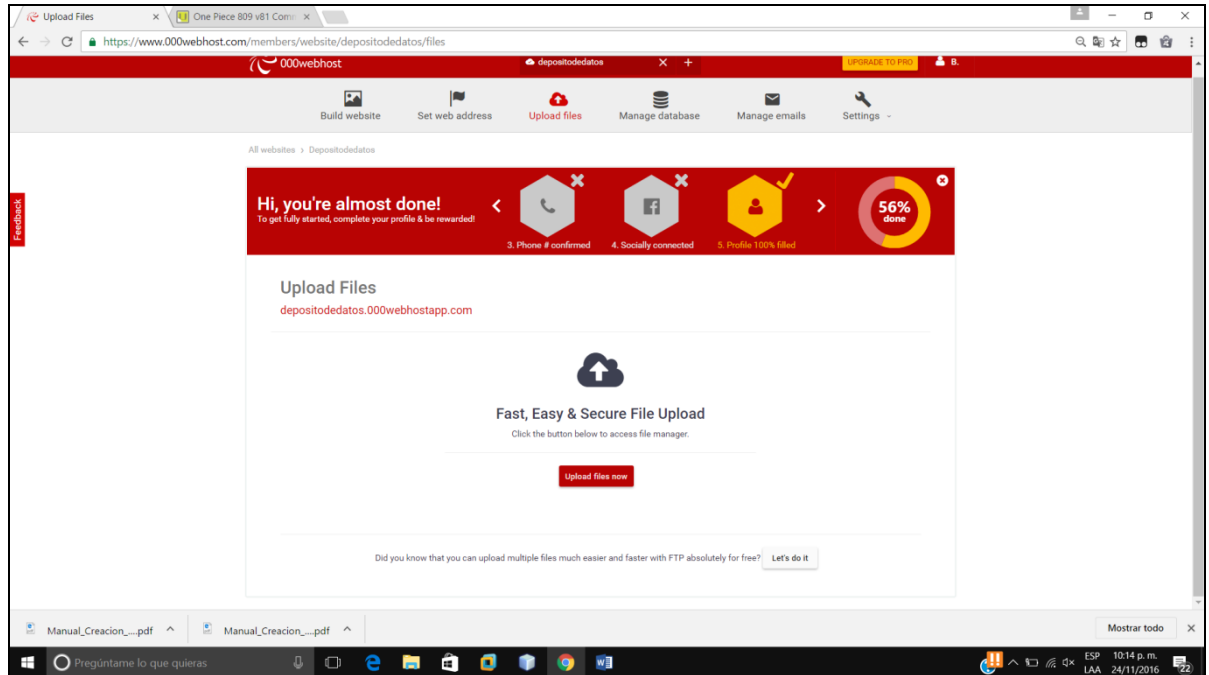 Upload Files
One Piece 809 v81 Com
https://www.000webhost.com/members/website/depositodedatos/files
000webhost
depositodedatos
UPGRADE TO PRO
B.
Build website
Set web address
Upload files
Manage database
Manage emails
Settings
All websites › Depositodedatos
Feedback
Hi, you're almost done!
To get fully started, complete your profile & be rewarded!
3. Phone # confirmed
4. Socially connected
5. Profile 100% filled
56%
done
Upload Files
depositodedatos.000webhostapp.com
Fast, Easy & Secure File Upload
Click the button below to access file manager.
Upload files now
Did you know that you can upload multiple files much easier and faster with FTP absolutely for free?
Let's do it
Manual_Creacion_....pdf
Manual_Creacion_....pdf
Mostrar todo
Pregúntame lo que quieras
ESP
LAA
10:14 p. m.
24/11/2016
22